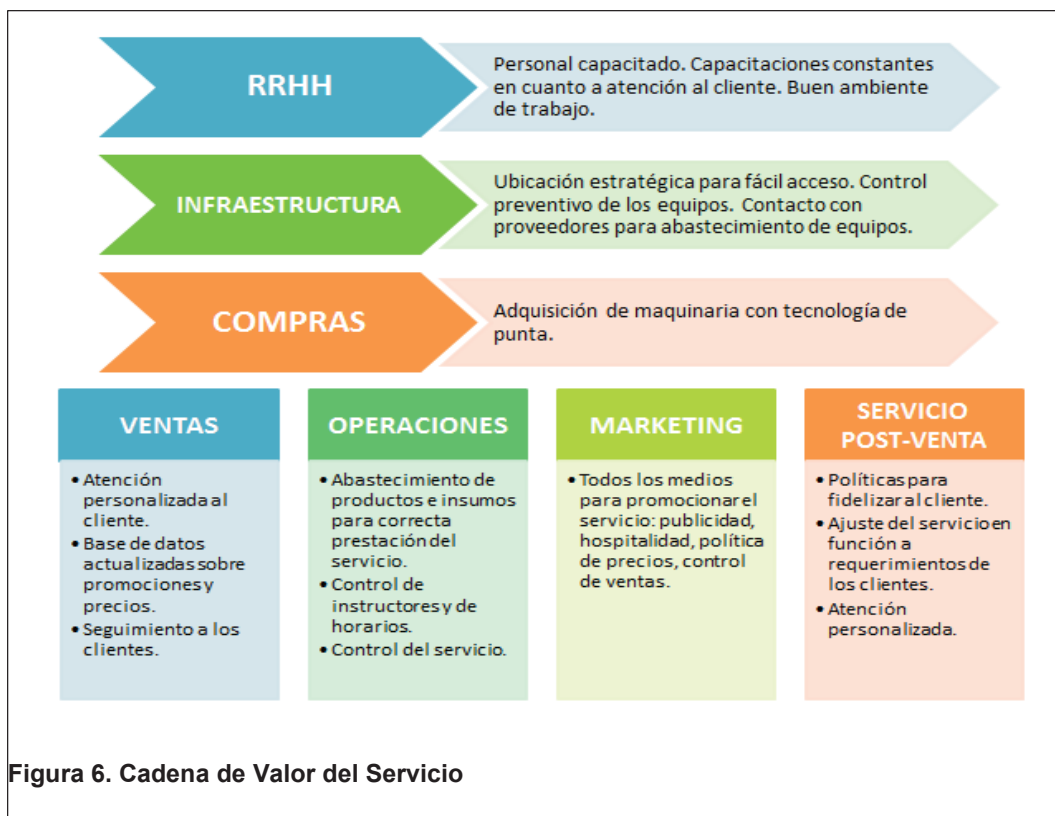 RRHH
Personal capacitado. Capacitaciones constantes
en cuanto a atención al cliente. Buen ambiente
de trabajo.
INFRAESTRUCTURA
Ubicación estratégica para fácil acceso. Control
preventivo de los equipos. Contacto con
proveedores para abastecimiento de equipos.
COMPRAS
Adquisición de maquinaria con tecnología de
punta.
VENTAS
• Atención
personalizada al
cliente.
• Base de datos
actualizadas sobre
promociones y
precios.
• Seguimiento a los
clientes.
OPERACIONES
• Abastecimiento de
productos e insumos
para correcta
prestación del
servicio.
• Control de
instructores y de
horarios.
• Control del servicio.
MARKETING
• Todos los medios
para promocionar el
servicio: publicidad,
hospitalidad, política
de precios, control
de ventas.
SERVICIO
POST-VENTA
• Políticas para
fidelizar al cliente.
• Ajuste del servicio en
función a
requerimientos de
los clientes.
• Atención
personalizada.
Figura 6. Cadena de Valor del Servicio